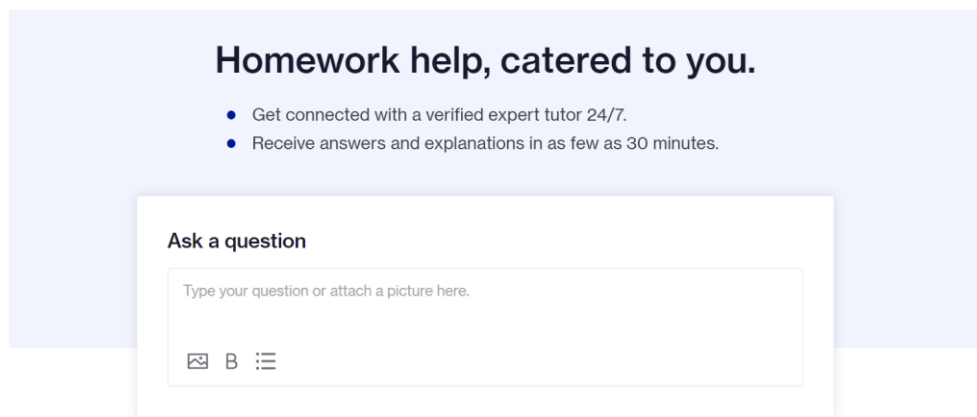 Homework help, catered to you.
Get connected with a verified expert tutor 24/7.
Receive answers and explanations in as few as 30 minutes.
Ask a question
Type your question or attach a picture here.
B